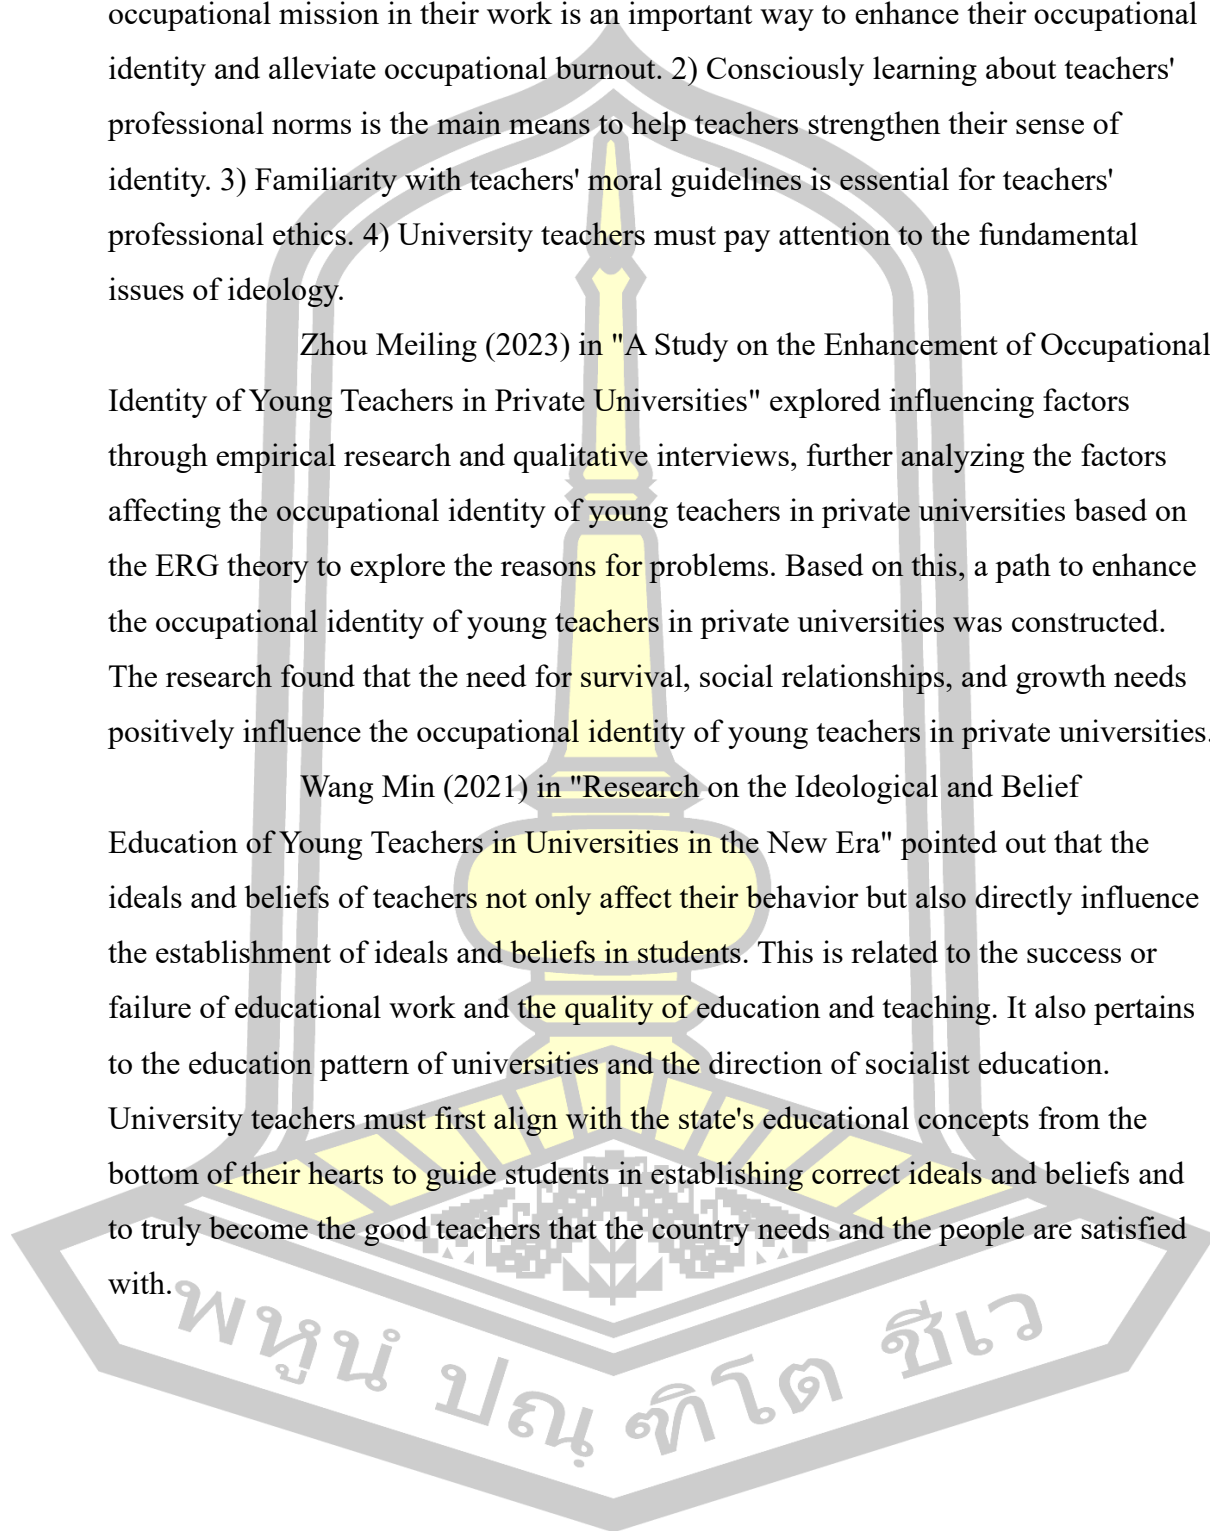 occupational mission in their work is an important way to enhance their occupational
identity and alleviate occupational burnout. 2) Consciously learning about teachers'
professional norms is the main means to help teachers strengthen their sense of
identity. 3) Familiarity with teachers' moral guidelines is essential for teachers'
professional ethics. 4) University teachers must pay attention to the fundamental
issues of ideology.
Zhou Meiling (2023) in "A Study on the Enhancement of Occupational
Identity of Young Teachers in Private Universities" explored influencing factors
through empirical research and qualitative interviews, further analyzing the factors
affecting the occupational identity of young teachers in private universities based on
the ERG theory to explore the reasons for problems. Based on this, a path to enhance
the occupational identity of young teachers in private universities was constructed.
The research found that the need for survival, social relationships, and growth needs
positively influence the occupational identity of young teachers in private universities.
Wang Min (2021) in "Research on the Ideological and Belief
Education of Young Teachers in Universities in the New Era" pointed out that the
ideals and beliefs of teachers not only affect their behavior but also directly influence
the establishment of ideals and beliefs in students. This is related to the success or
failure of educational work and the quality of education and teaching. It also pertains
to the education pattern of universities and the direction of socialist education.
University teachers must first align with the state's educational concepts from the
bottom of their hearts to guide students in establishing correct ideals and beliefs and
to truly become the good teachers that the country needs and the people are satisfied
with.
พหูนํ ปณฺฑิโต ชีเว